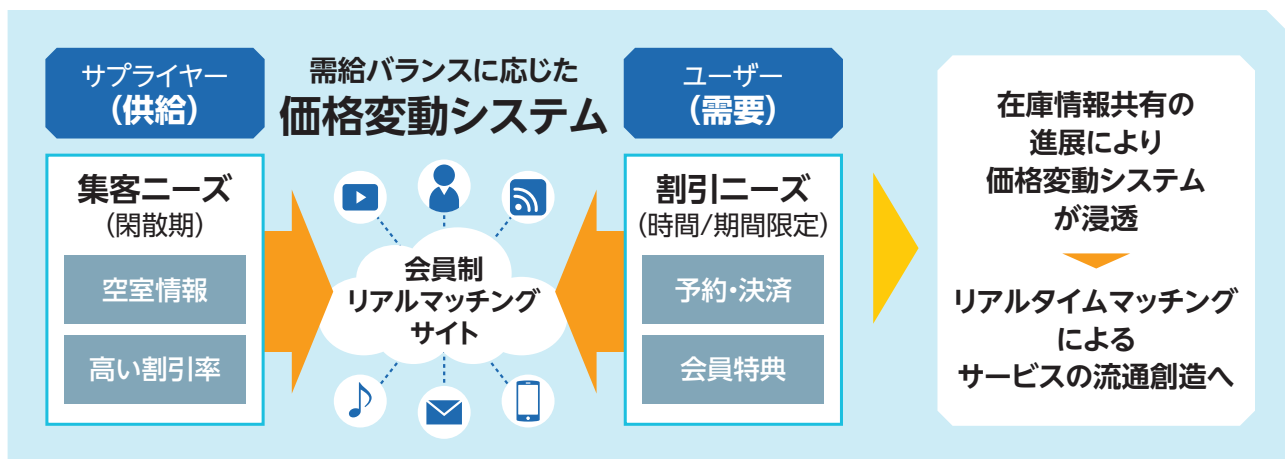 サプライヤー
(供給)
集客ニーズ
(閑散期)
空室情報
高い割引率
需給バランスに応じた
価格変動システム
会員制
リアルマッチング
サイト
ユーザー
(需要)
割引ニーズ
(時間/期間限定)
予約・決済
会員特典
在庫情報共有の
進展により
価格変動システム
が浸透
リアルタイムマッチング
による
サービスの流通創造へ